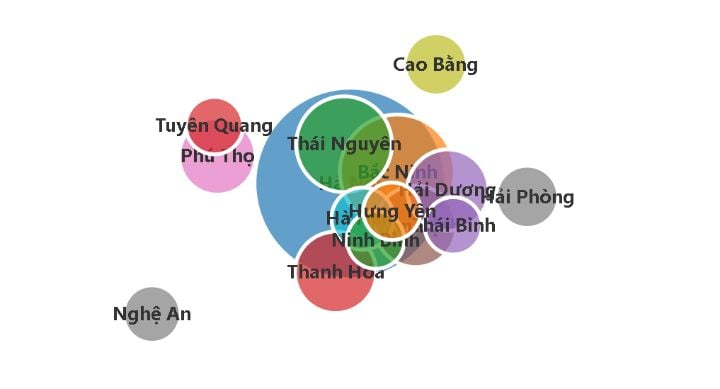 Cao Bằng
Tuyên Quang
Thái Nguyên
Phú Thọ
Bắc Ninh
Hải Dương
Hải Phòng
Hà
Hưng Yên
Thái Bình
Ninh Bình
Thanh Hóa
Nghệ An